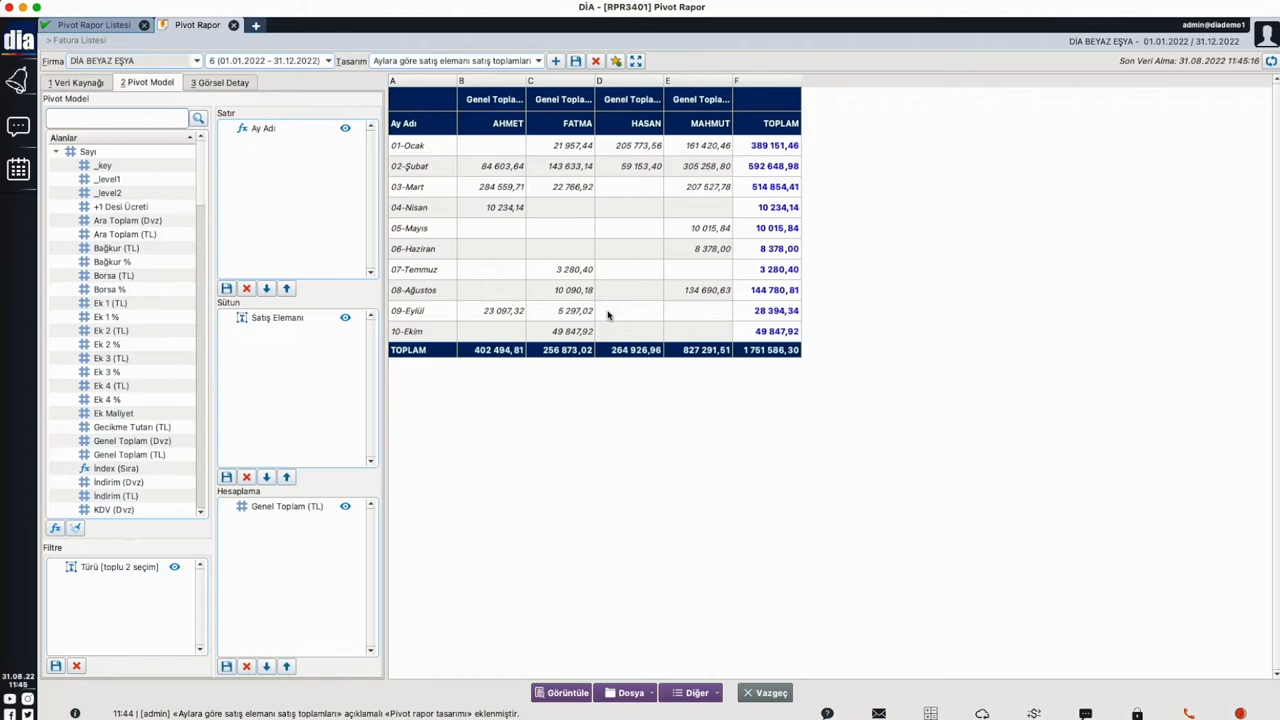 DİA - [RPR3401] Pivot Rapor
Pivot Rapor Listesi
Pivot Rapor
admin@diademo1
dia
> Fatura Listesi
DİA BEYAZ EŞYA - 01.01.2022 / 31.12.2022
Firma DİA BEYAZ EŞYA 6 (01.01.2022 - 31.12.2022) Tasarım Aylara göre satış elemanı satış toplamları
Son Veri Alma: 31.08.2022 11:45:16
1 Veri Kaynağı 2 Pivot Model 3 Görsel Detay
Pivot Model
Alanlar
Sayı
_key
_level1
_level2
+1 Desi Ücreti
Ara Toplam (Dvz)
Ara Toplam (TL)
Bağkur (TL)
Bağkur %
Borsa (TL)
Borsa %
Ek 1 (TL)
Ek 1 %
Ek 2 (TL)
Ek 2 %
Ek 3 (TL)
Ek 3 %
Ek 4 (TL)
Ek 4 %
Ek Maliyet
Gecikme Tutarı (TL)
Genel Toplam (Dvz)
Genel Toplam (TL)
İndex (Sıra)
İndirim (Dvz)
İndirim (TL)
KDV (Dvz)
fx
Filtre
Türü [toplu 2 seçim]
Satır
fx Ay Adı
Sütun
Satış Elemanı
Hesaplama
Genel Toplam (TL)
A B C D E F
Genel Topla... Genel Topla... Genel Topla... Genel Topla...
Ay Adı AHMET FATMA HASAN MAHMUT TOPLAM
01-Ocak 21 957,44 205 773,56 161 420,46 389 151,46
02-Şubat 84 603,64 143 633,14 59 153,40 305 258,80 592 648,98
03-Mart 284 559,71 22 766,92 207 527,78 514 854,41
04-Nisan 10 234,14 10 234,14
05-Mayıs 10 015,84 10 015,84
06-Haziran 8 378,00 8 378,00
07-Temmuz 3 280,40 3 280,40
08-Ağustos 10 090,18 134 690,63 144 780,81
09-Eylül 23 097,32 5 297,02 28 394,34
10-Ekim 49 847,92 49 847,92
TOPLAM 402 494,81 256 873,02 264 926,96 827 291,51 1 751 586,30
Görüntüle Dosya Diğer Vazgeç
31.08.22
11:45
11:44 | [admin] «Aylara göre satış elemanı satış toplamları» açıklamalı «Pivot rapor tasarımı» eklenmiştir.